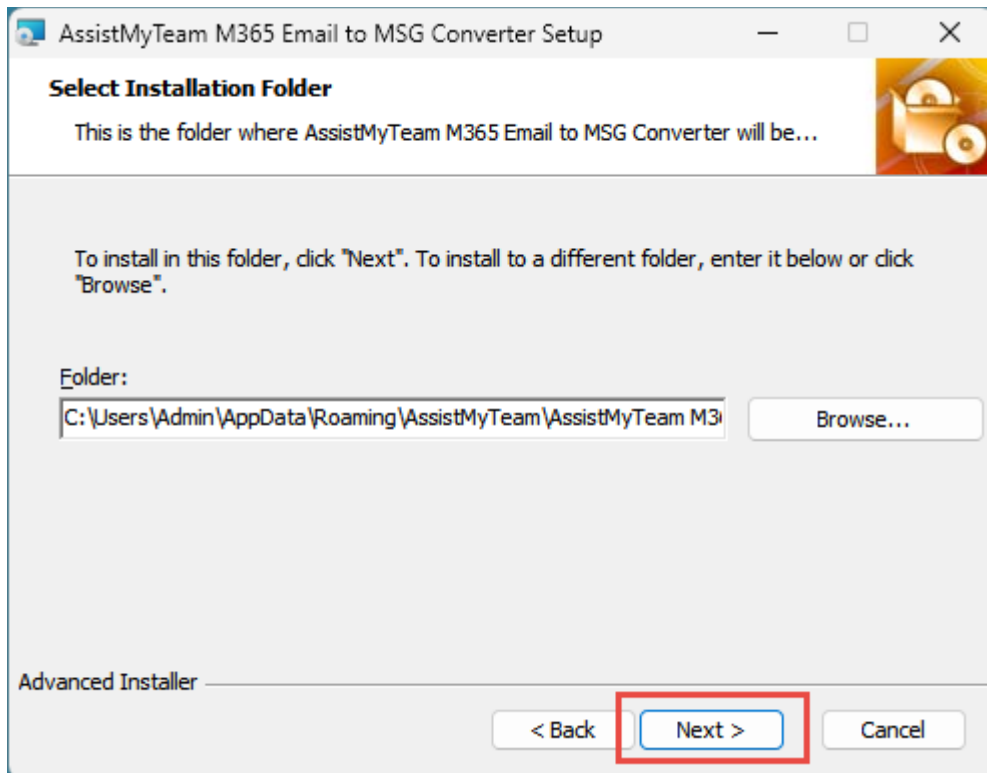 AssistMyTeam M365 Email to MSG Converter Setup
Select Installation Folder
This is the folder where AssistMyTeam M365 Email to MSG Converter will be...
To install in this folder, click "Next". To install to a different folder, enter it below or click
"Browse".
Folder:
C:\Users\Admin\AppData\Roaming\AssistMyTeam\AssistMyTeam M36
Browse...
Advanced Installer
< Back
Next >
Cancel